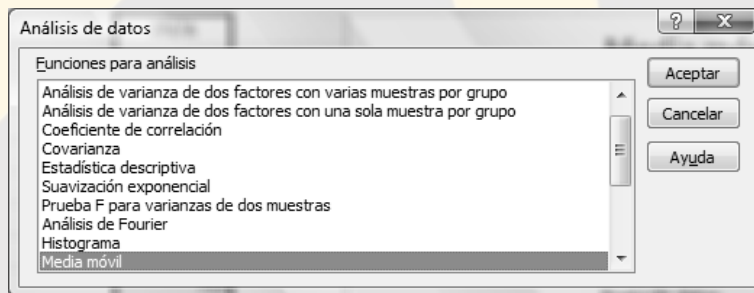 Análisis de datos
Funciones para análisis
Análisis de varianza de dos factores con varias muestras por grupo
Análisis de varianza de dos factores con una sola muestra por grupo
Coeficiente de correlación
Covarianza
Estadística descriptiva
Suavización exponencial
Prueba F para varianzas de dos muestras
Análisis de Fourier
Histograma
Media móvil
Aceptar
Cancelar
Ayuda